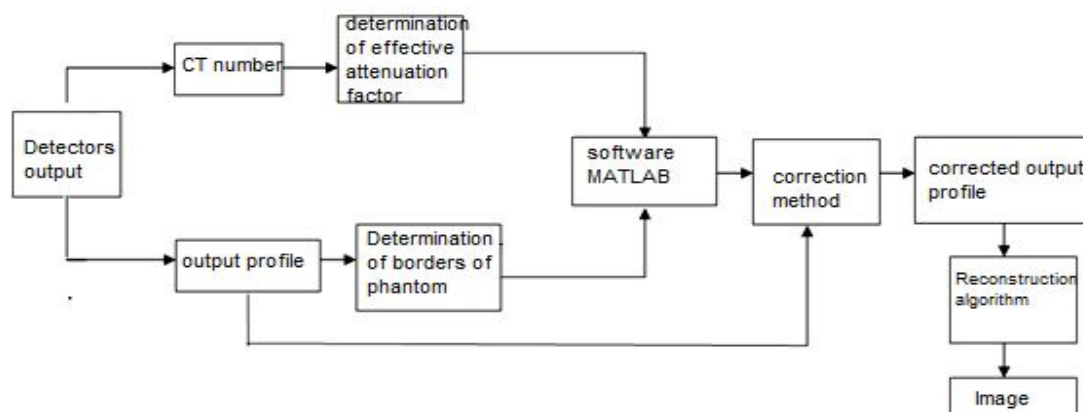 Detectors
output
CT number
determination
of effective
attenuation
factor
output profile
Determination
of borders of
phantom
software
MATLAB
correction
method
corrected output
profile
Reconstruction
algorithm
Image